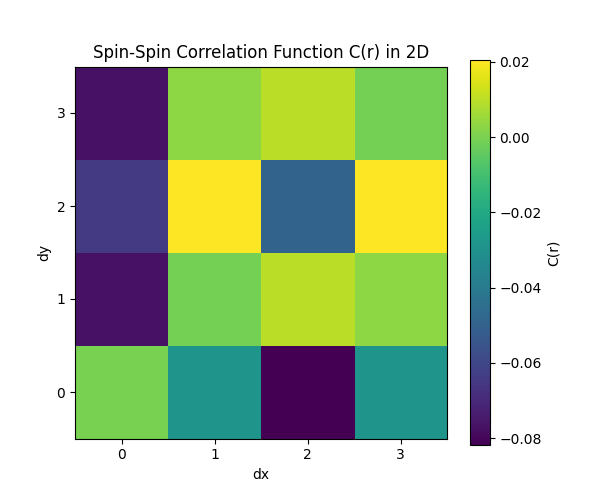 Spin-Spin Correlation Function C(r) in 2D
3
2
1
0
dy
0 1 2 3
dx
0.02
0.00
−0.02
−0.04
−0.06
−0.08
C(r)